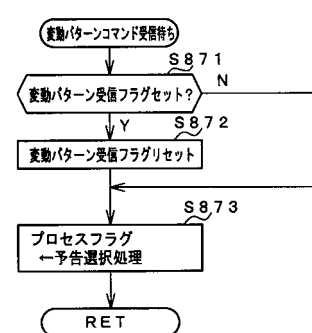 変動パターンコマンド受信待ち
S871
変動パターン受信フラグセット?
N
Y
S872
変動パターン受信フラグリセット
S873
プロセスフラグ
←予告選択処理
RET